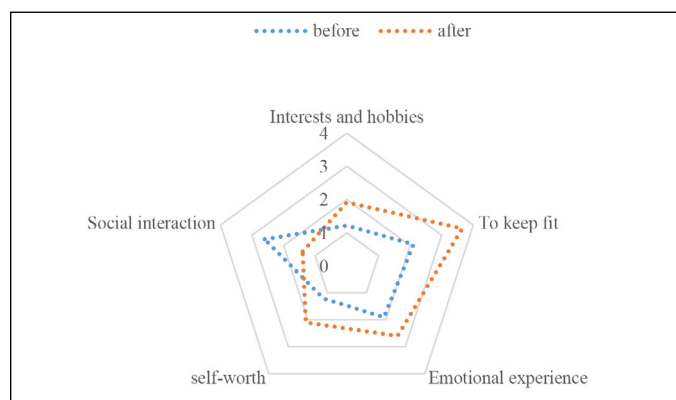 before after
Interests and hobbies
4
3
2
1
0
Social interaction
To keep fit
self-worth
Emotional experience